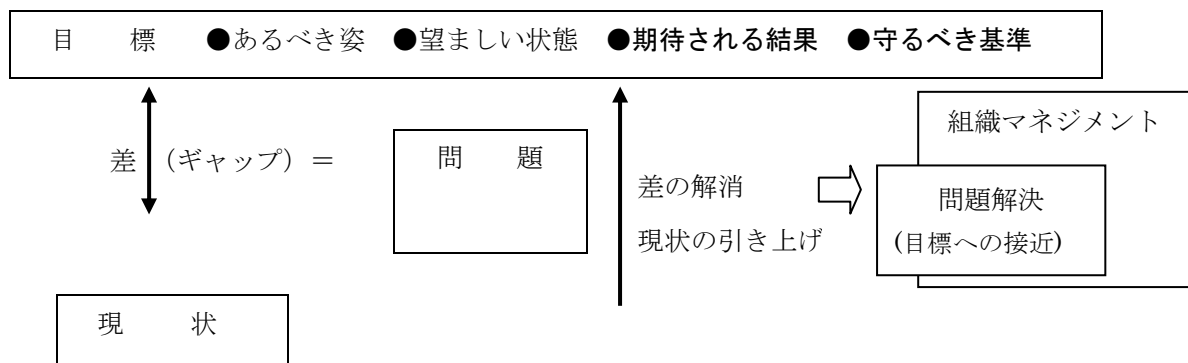 目　標　●あるべき姿　●望ましい状態　●期待される結果　●守るべき基準
組織マネジメント
差　(ギャップ) ＝
問　題
差の解消
問題解決
現状の引き上げ
(目標への接近)
現　状